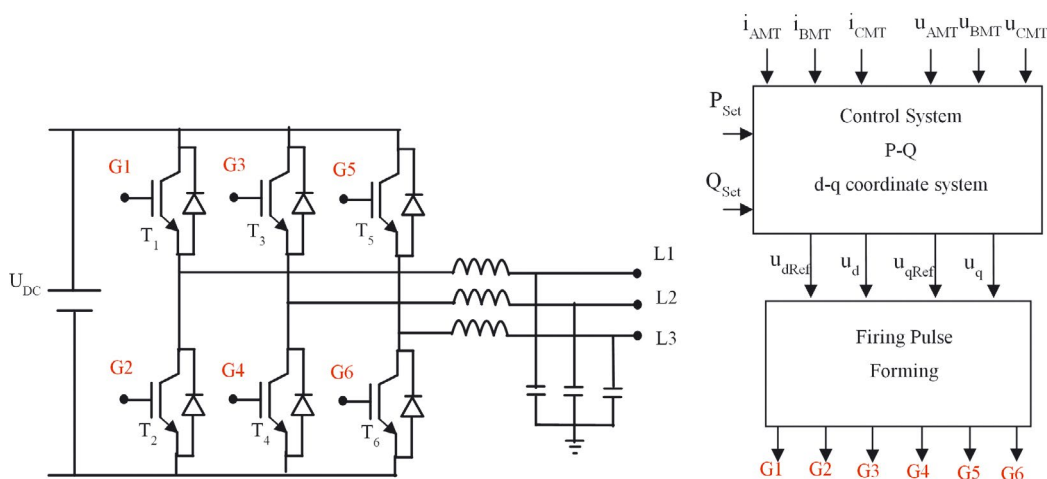 G1
G3
G5
T1
T3
T5
UDC
L1
L2
L3
G2
G4
G6
T2
T4
T6
iAMT iBMT iCMT uAMT uBMT uCMT
PSet
QSet
Control System
P-Q
d-q coordinate system
udRef ud uqRef uq
Firing Pulse
Forming
G1 G2 G3 G4 G5 G6